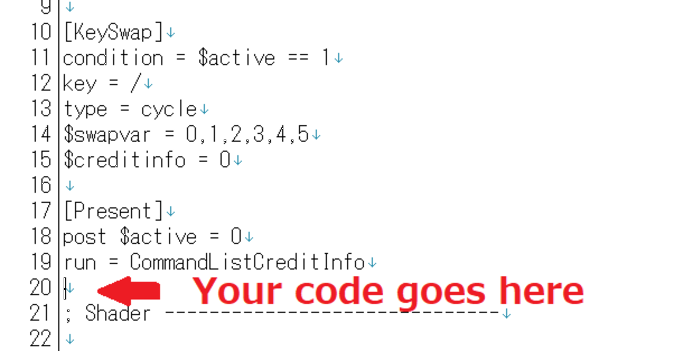 9 ↓
10 [KeySwap]↓
11 condition = $active == 1↓
12 key = /↓
13 type = cycle↓
14 $swapvar = 0,1,2,3,4,5↓
15 $creditinfo = 0↓
16 ↓
17 [Present]↓
18 post $active = 0↓
19 run = CommandListCreditInfo↓
20 ↓ Your code goes here
21 ; Shader ------------------------------↓
22 ↓